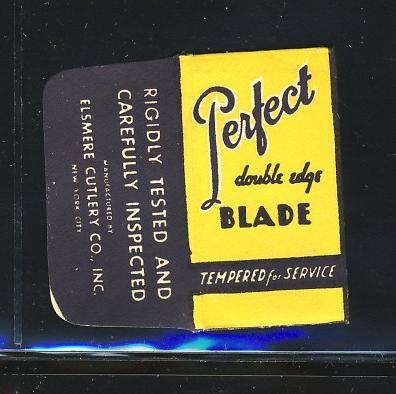 Perfect
double edge
BLADE
TEMPERED for SERVICE
RIGIDLY TESTED AND
CAREFULLY INSPECTED
MANUFACTURED BY
ELSMERE CUTLERY CO., INC.
NEW YORK CITY